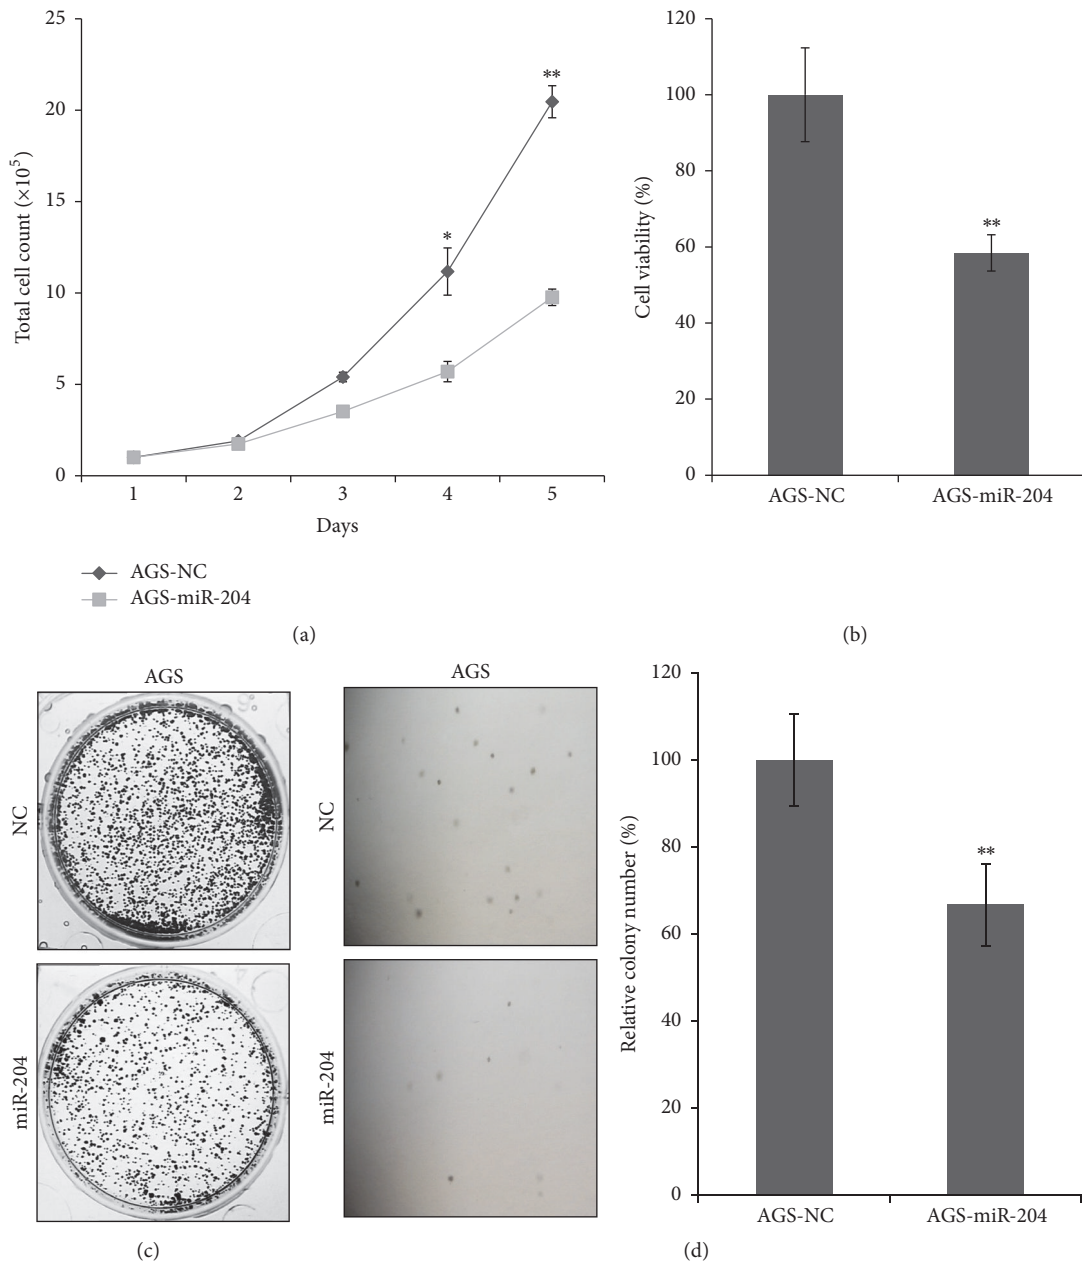 25
20
15
10
5
0
Total cell count (×10⁵)
*
**
1 2 3 4 5
Days
AGS-NC
AGS-miR-204
(a)
120
100
80
60
40
20
0
Cell viability (%)
**
AGS-NC AGS-miR-204
(b)
AGS
NC
miR-204
AGS
NC
miR-204
(c)
120
100
80
60
40
20
0
Relative colony number (%)
**
AGS-NC AGS-miR-204
(d)